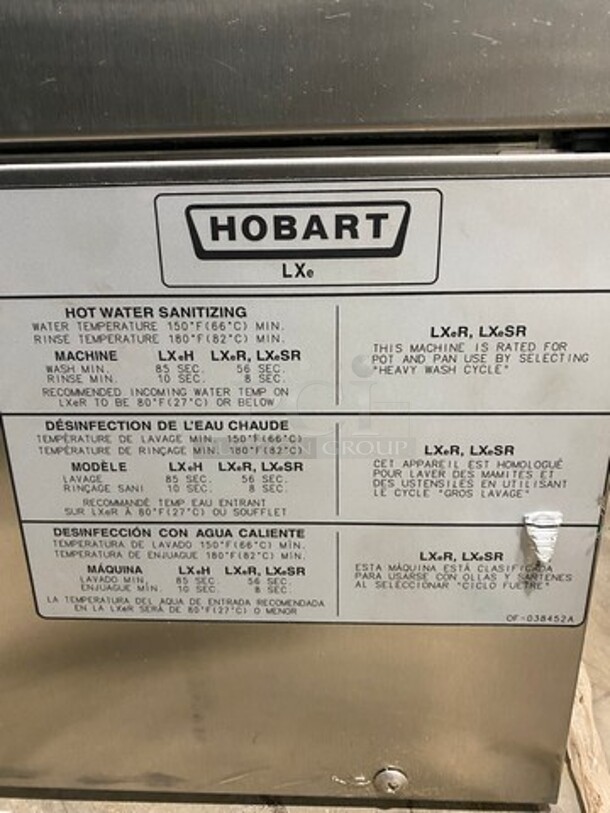 HOBART
LXe
HOT WATER SANITIZING
WATER TEMPERATURE 150°F(66°C) MIN.
RINSE TEMPERATURE 180°F(82°C) MIN.
MACHINE LXeH LXeR, LXeSR
WASH MIN. 85 SEC. 56 SEC.
RINSE MIN. 10 SEC. 8 SEC.
RECOMMENDED INCOMING WATER TEMP ON
LXeR TO BE 80°F(27°C) OR BELOW
LXeR, LXeSR
THIS MACHINE IS RATED FOR
POT AND PAN USE BY SELECTING
"HEAVY WASH CYCLE"
DÉSINFECTION DE L'EAU CHAUDE
TEMPÉRATURE DE LAVAGE MIN. 150°F(66°C)
TEMPÉRATURE DE RINÇAGE MIN. 180°F(82°C)
MODÈLE LXeH LXeR, LXeSR
LAVAGE 85 SEC. 56 SEC.
RINÇAGE SANI 10 SEC. 8 SEC.
RECOMMANDÉ TEMP EAU ENTRANT
SUR LXeR À 80°F(27°C) OU SOUFFLET
LXeR, LXeSR
CET APPAREIL EST HOMOLOGUÉ
POUR LAVER DES MAMITES ET
DES USTENSILES EN UTILISANT
LE CYCLE "GROS LAVAGE"
GROUP
DESINFECCIÓN CON AGUA CALIENTE
TEMPERATURA DE LAVADO 150°F(66°C) MÍN.
TEMPERATURA DE ENJUAGUE 180°F(82°C) MÍN.
MÁQUINA LXeH LXeR, LXeSR
LAVADO MIN. 85 SEC. 56 SEC.
ENJUAGUE MIN. 10 SEC. 8 SEC.
LA TEMPERATURA DEL AGUA DE ENTRADA RECOMENDADA
EN LA LXeR SERÁ DE 80°F(27°C) O MENOR
LXeR, LXeSR
ESTA MÁQUINA ESTÁ CLASIFICADA
PARA USARSE CON OLLAS Y SARTENES
AL SELECCIONAR "CICLO FUERTE"
OF-038452A